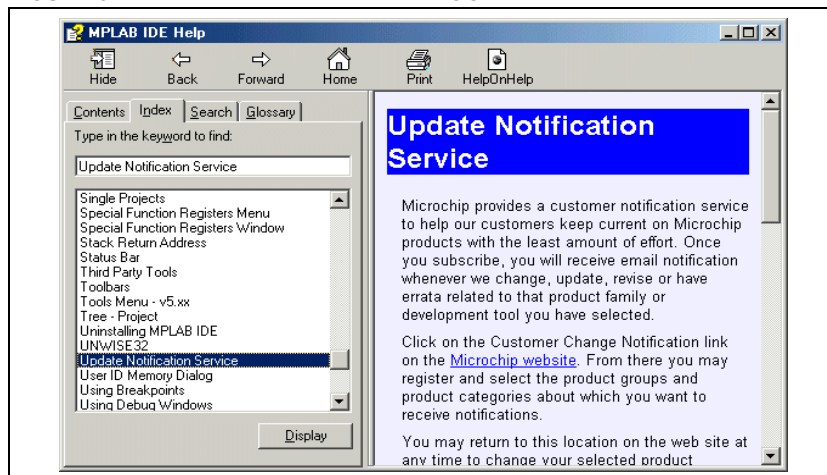 MPLAB IDE Help
Hide Back Forward Home Print HelpOnHelp
Contents Index Search Glossary
Type in the keyword to find:
Update Notification Service
Single Projects
Special Function Registers Menu
Special Function Registers Window
Stack Return Address
Status Bar
Third Party Tools
Toolbars
Tools Menu - v5.xx
Tree - Project
Uninstalling MPLAB IDE
UNWISE32
Update Notification Service
User ID Memory Dialog
Using Breakpoints
Using Debug Windows
Display
Update Notification
Service
Microchip provides a customer notification service
to help our customers keep current on Microchip
products with the least amount of effort. Once
you subscribe, you will receive email notification
whenever we change, update, revise or have
errata related to that product family or
development tool you have selected.
Click on the Customer Change Notification link
on the Microchip website. From there you may
register and select the product groups and
product categories about which you want to
receive notifications.
You may return to this location on the web site at
any time to change your selected product